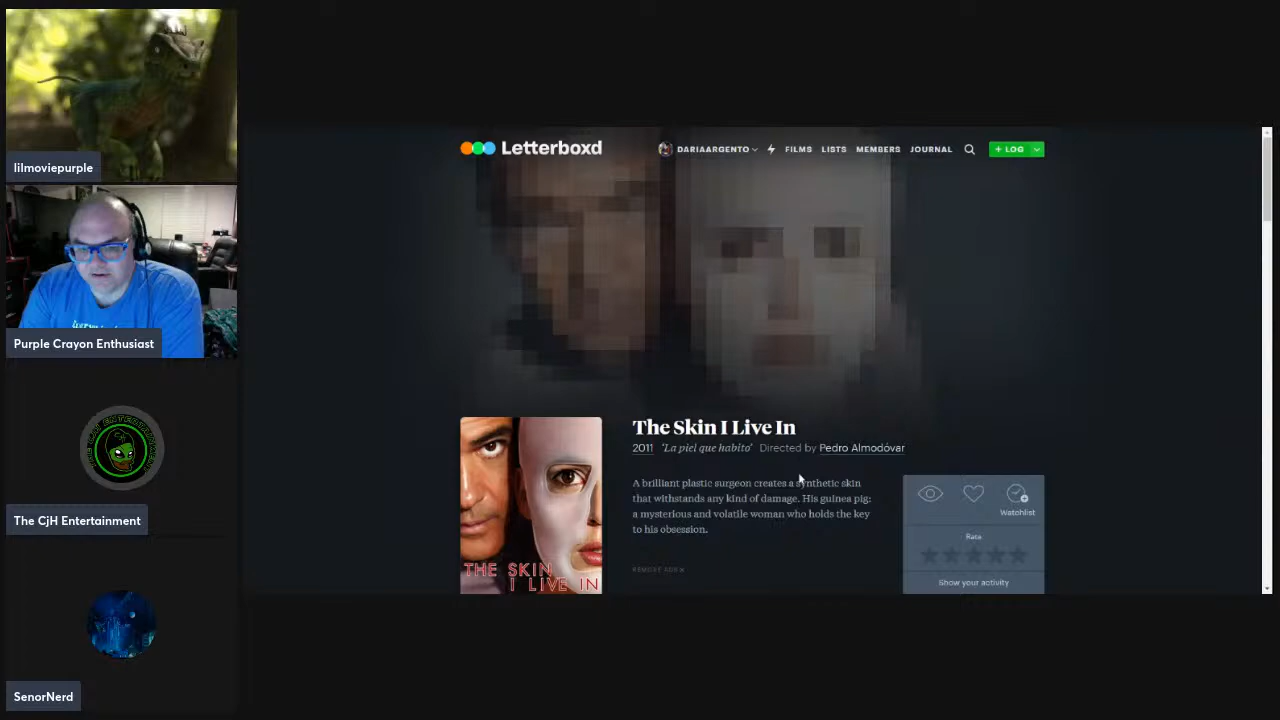 lilmoviepurple
Purple Crayon Enthusiast
The CjH Entertainment
SenorNerd
Letterboxd
DARIAARGENTO FILMS LISTS MEMBERS JOURNAL + LOG
The Skin I Live In
2011 ‘La piel que habito’ Directed by Pedro Almodóvar
A brilliant plastic surgeon creates a synthetic skin
that withstands any kind of damage. His guinea pig:
a mysterious and volatile woman who holds the key
to his obsession.
REMOVE ADS
Watchlist
Rate
Show your activity
THE SKIN
I LIVE IN